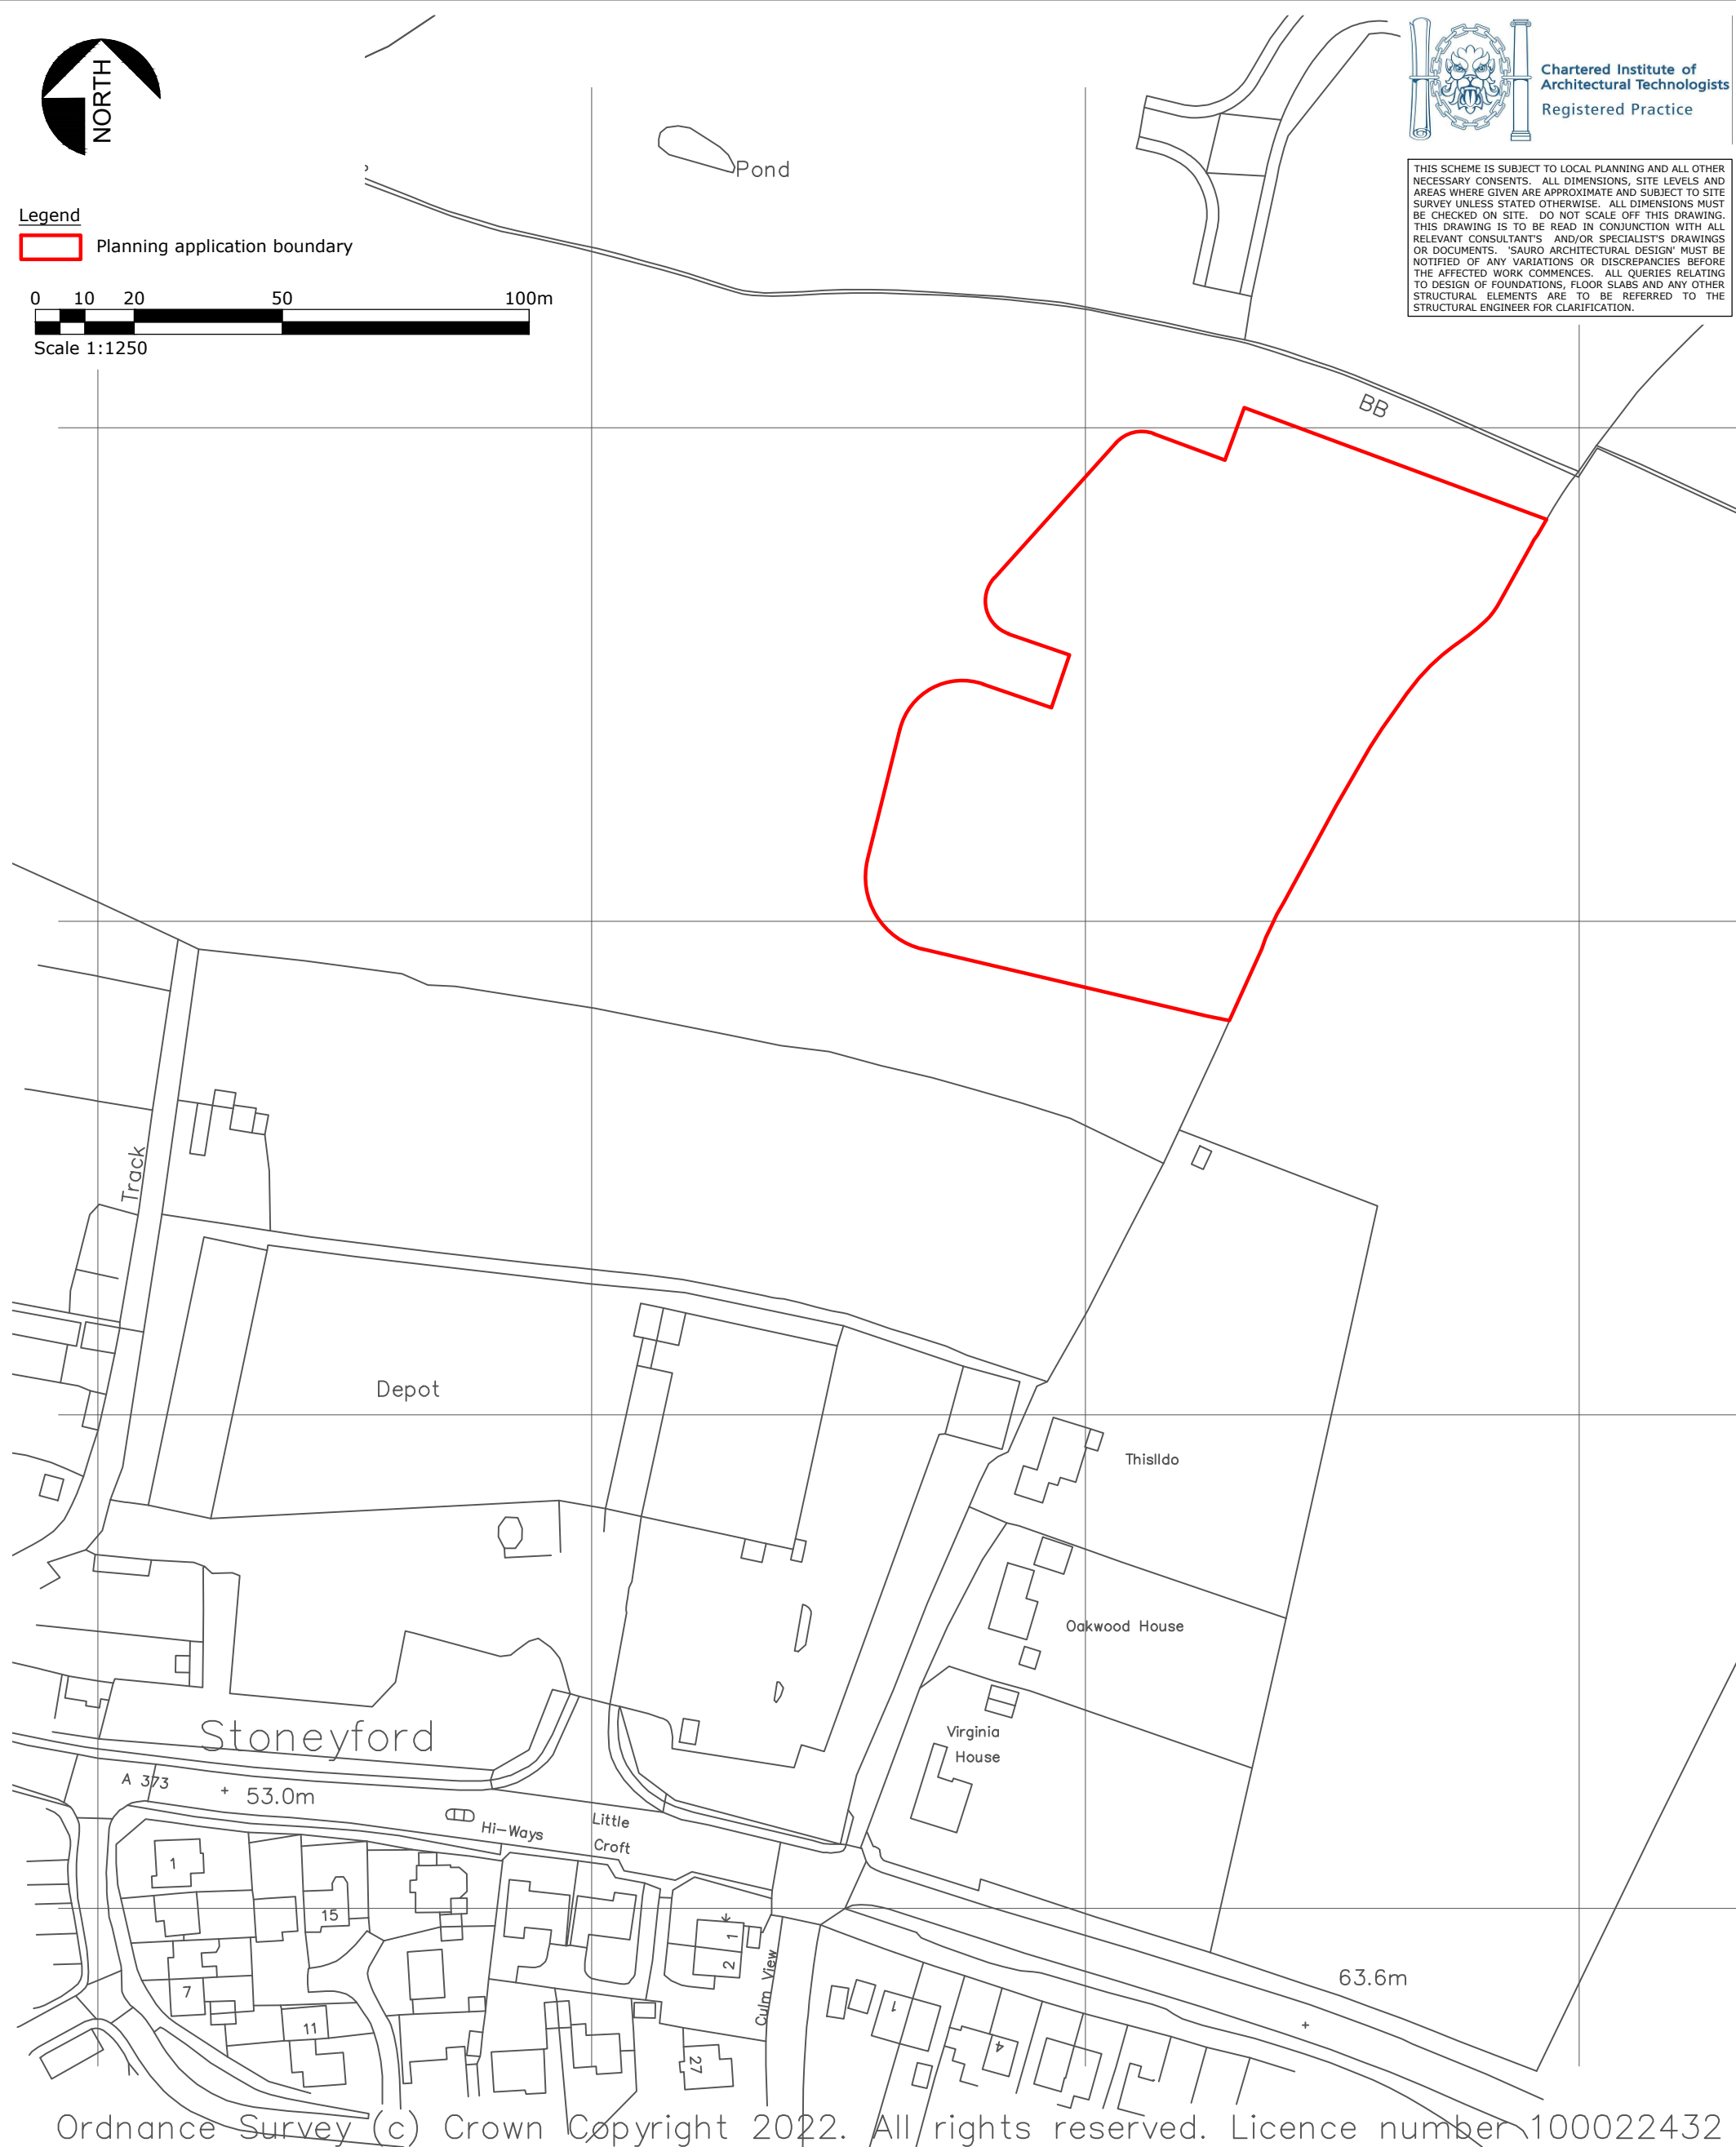 NORTH
Legend
Planning application boundary
0 10 20 50 100m
Scale 1:1250
Chartered Institute of
Architectural Technologists
Registered Practice
THIS SCHEME IS SUBJECT TO LOCAL PLANNING AND ALL OTHER
NECESSARY CONSENTS. ALL DIMENSIONS, SITE LEVELS AND
AREAS WHERE GIVEN ARE APPROXIMATE AND SUBJECT TO SITE
SURVEY UNLESS STATED OTHERWISE. ALL DIMENSIONS MUST
BE CHECKED ON SITE. DO NOT SCALE OFF THIS DRAWING.
THIS DRAWING IS TO BE READ IN CONJUNCTION WITH ALL
RELEVANT CONSULTANT'S AND/OR SPECIALIST'S DRAWINGS
OR DOCUMENTS. 'SAURO ARCHITECTURAL DESIGN' MUST BE
NOTIFIED OF ANY VARIATIONS OR DISCREPANCIES BEFORE
THE AFFECTED WORK COMMENCES. ALL QUERIES RELATING
TO DESIGN OF FOUNDATIONS, FLOOR SLABS AND ANY OTHER
STRUCTURAL ELEMENTS ARE TO BE REFERRED TO THE
STRUCTURAL ENGINEER FOR CLARIFICATION.
Pond
BB
Track
Depot
ThisIldo
Oakwood House
Virginia
House
Stoneyford
A 373
53.0m
Hi-Ways
Little
Croft
1
15
7
11
1
2
27
Culm View
1
4
63.6m
Ordnance Survey (c) Crown Copyright 2022. All rights reserved. Licence number 100022432